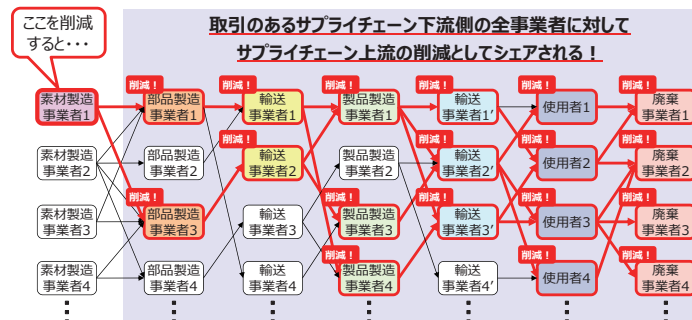 ここを削減
すると・・・
取引のあるサプライチェーン下流側の全事業者に対して
サプライチェーン上流の削減としてシェアされる！
削減！
削減！
削減！
削減！
削減！
削減！
素材製造
事業者1
部品製造
事業者1
輸送
事業者1
製品製造
事業者1
輸送
事業者1’
使用者1
廃棄
事業者1
削減！
削減！
削減！
削減！
素材製造
事業者2
部品製造
事業者2
輸送
事業者2
製品製造
事業者2
輸送
事業者2’
使用者2
廃棄
事業者2
削減！
削減！
削減！
削減！
削減！
素材製造
事業者3
部品製造
事業者3
輸送
事業者3
製品製造
事業者3
輸送
事業者3’
使用者3
廃棄
事業者3
削減！
削減！
削減！
素材製造
事業者4
部品製造
事業者4
輸送
事業者4
製品製造
事業者4
輸送
事業者4’
使用者4
廃棄
事業者4